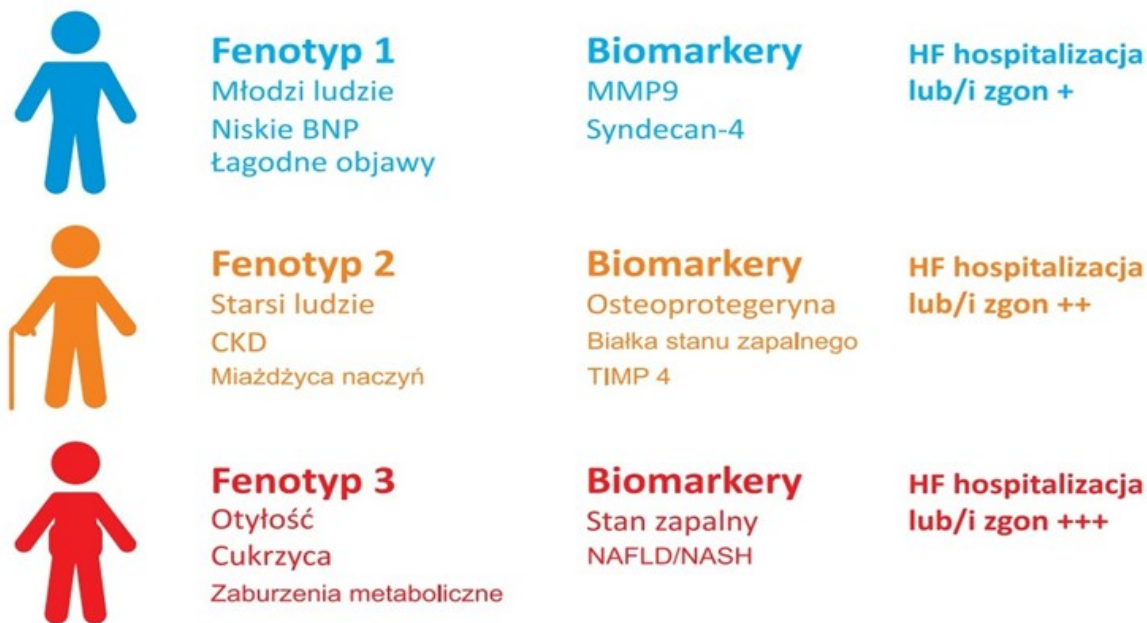 Fenotyp 1
Młodzi ludzie
Niskie BNP
Łagodne objawy
Biomarkery
MMP9
Syndecan-4
HF hospitalizacja
lub/i zgon +
Fenotyp 2
Starsi ludzie
CKD
Miażdżyca naczyń
Biomarkery
Osteoprotegeryna
Białka stanu zapalnego
TIMP 4
HF hospitalizacja
lub/i zgon ++
Fenotyp 3
Otyłość
Cukrzyca
Zaburzenia metaboliczne
Biomarkery
Stan zapalny
NAFLD/NASH
HF hospitalizacja
lub/i zgon +++